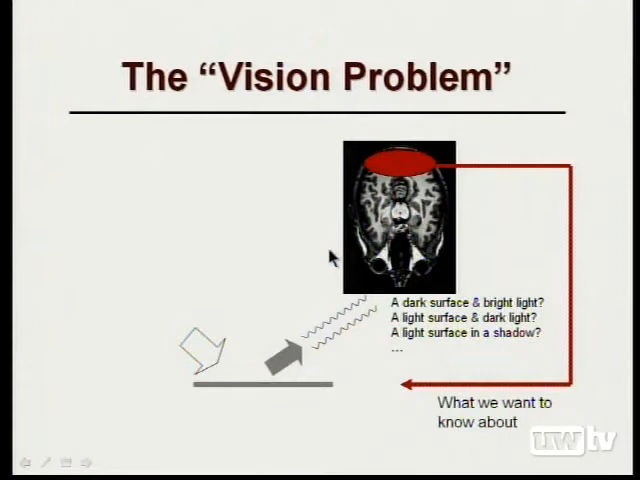 The “Vision Problem”
A dark surface & bright light?
A light surface & dark light?
A light surface in a shadow?
...
What we want to
know about
uwtv